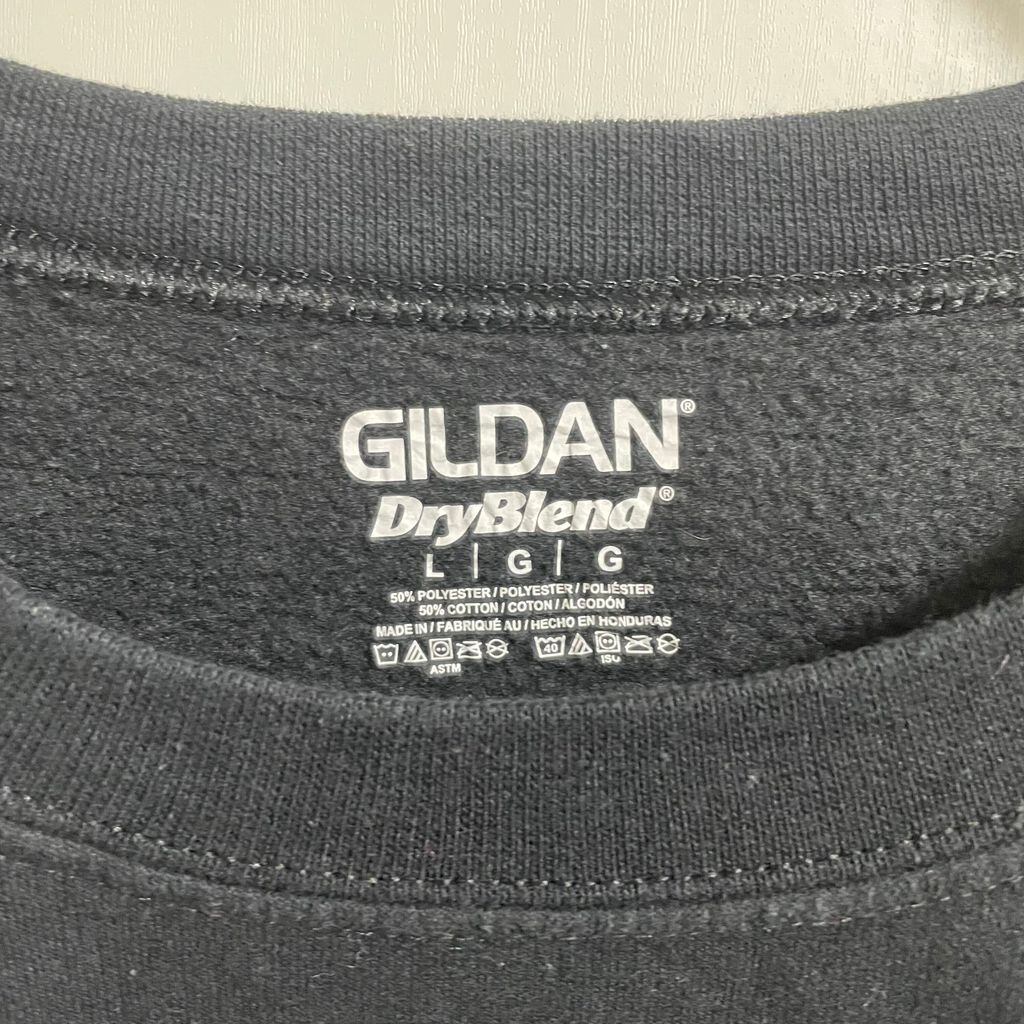 GILDAN®
DryBlend®
L | G | G
50% POLYESTER / POLYESTER / POLIÉSTER
50% COTTON / COTON / ALGODÓN
MADE IN / FABRIQUÉ AU / HECHO EN HONDURAS
40
ASTM ISO